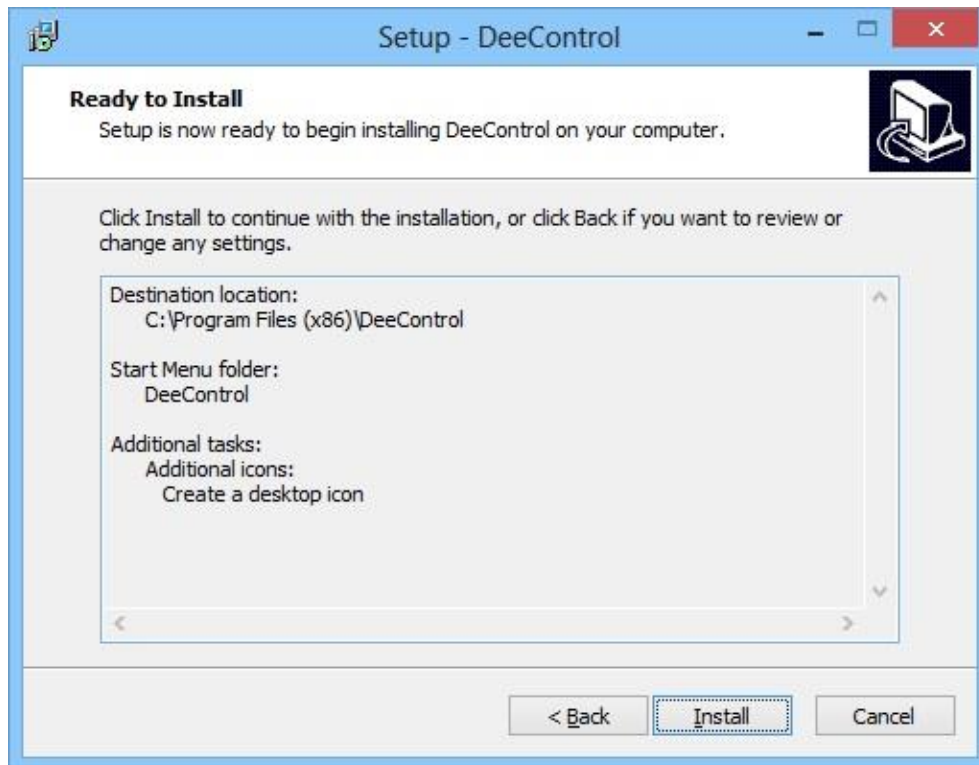 Setup - DeeControl
Ready to Install
Setup is now ready to begin installing DeeControl on your computer.
Click Install to continue with the installation, or click Back if you want to review or
change any settings.
Destination location:
C:\Program Files (x86)\DeeControl
Start Menu folder:
DeeControl
Additional tasks:
Additional icons:
Create a desktop icon
< Back
Install
Cancel